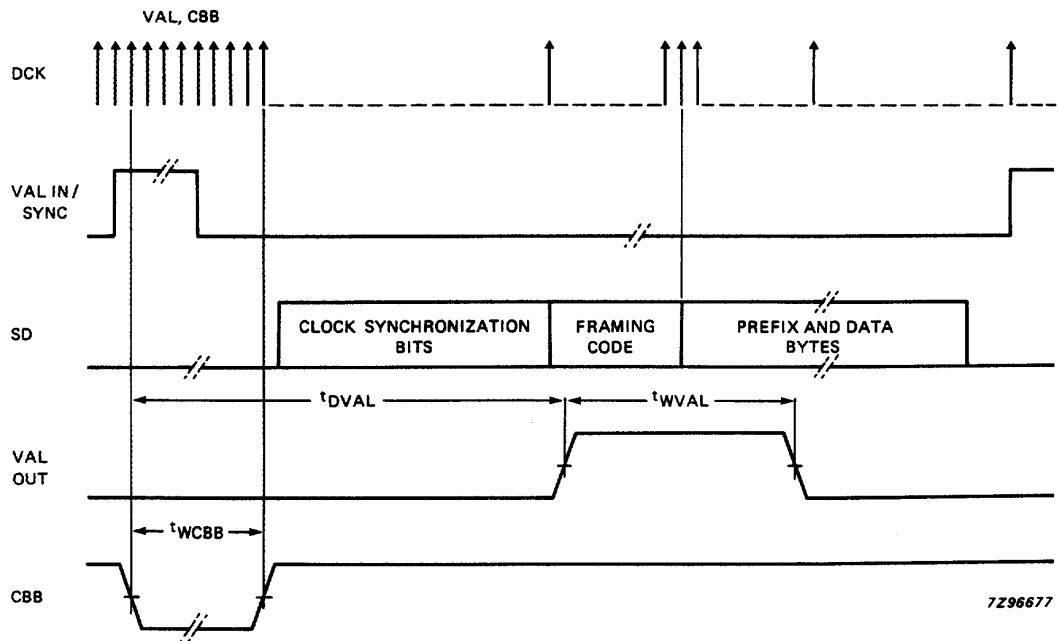 VAL, CBB
DCK
VAL IN/
SYNC
SD
CLOCK SYNCHRONIZATION
BITS
FRAMING
CODE
PREFIX AND DATA
BYTES
tDVAL
tWVAL
VAL
OUT
tWCBB
CBB
7Z96677